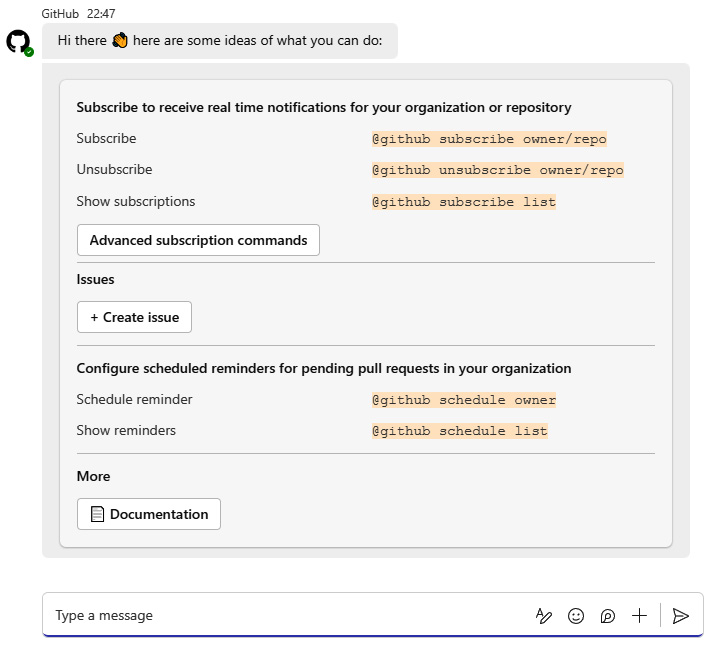 GitHub 22:47
Hi there 👋 here are some ideas of what you can do:
Subscribe to receive real time notifications for your organization or repository
Subscribe @github subscribe owner/repo
Unsubscribe @github unsubscribe owner/repo
Show subscriptions @github subscribe list
Advanced subscription commands
Issues
+ Create issue
Configure scheduled reminders for pending pull requests in your organization
Schedule reminder @github schedule owner
Show reminders @github schedule list
More
Documentation
Type a message